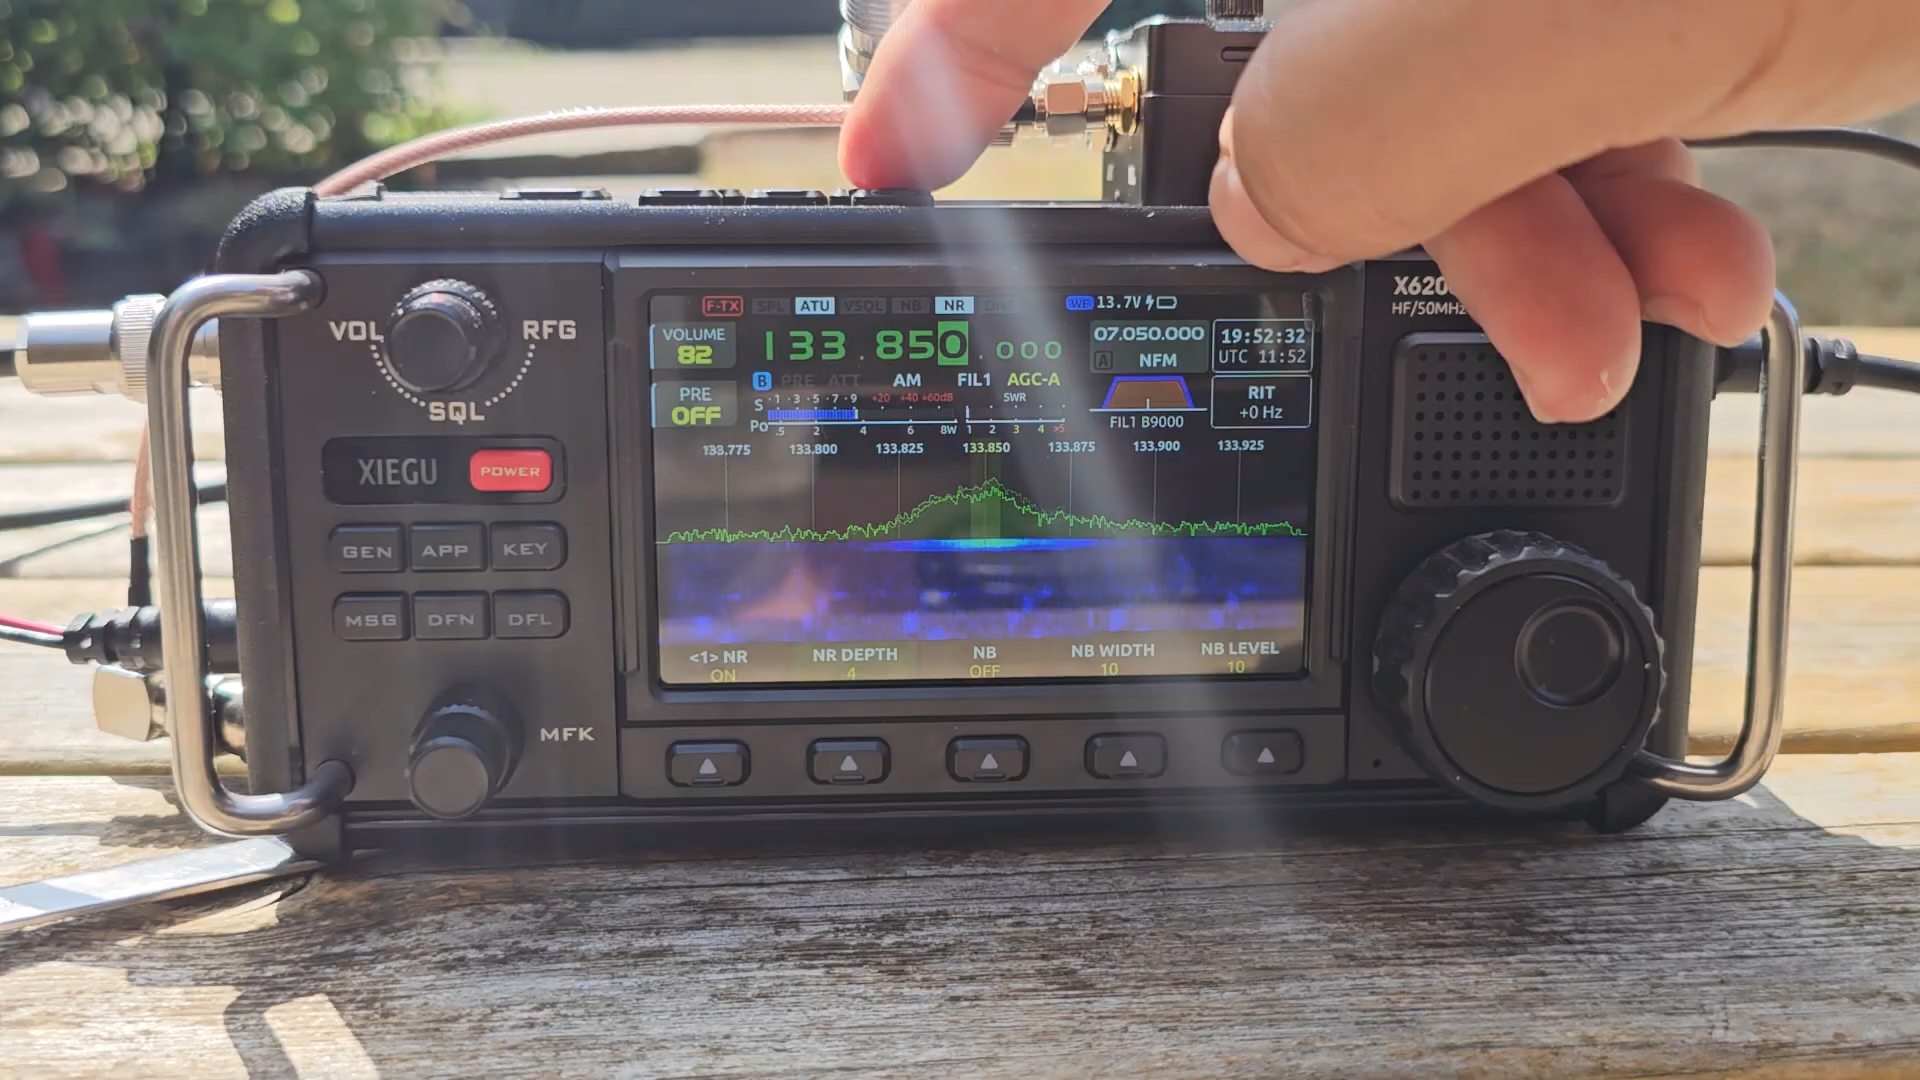 X620
HF/50MHz
VOL
RFG
SQL
XIEGU
POWER
GEN
APP
KEY
MSG
DFN
DFL
MFK
F-TX SPL ATU VSQL NB NR
13.7V
VOLUME
82
133.850.000
07.050.000
A
NFM
19:52:32
UTC 11:52
PRE
OFF
B PRE ATT AM FIL1 AGC-A
S 1 3 5 7 9 +20 +40 +60dB
SWR
Po .5 2 4 6 8W 1 2 3 4 >5
FIL1 B9000
RIT
+0 Hz
133.775 133.800 133.825 133.850 133.875 133.900 133.925
<1> NR NR DEPTH NB NB WIDTH NB LEVEL
ON 4 OFF 10 10